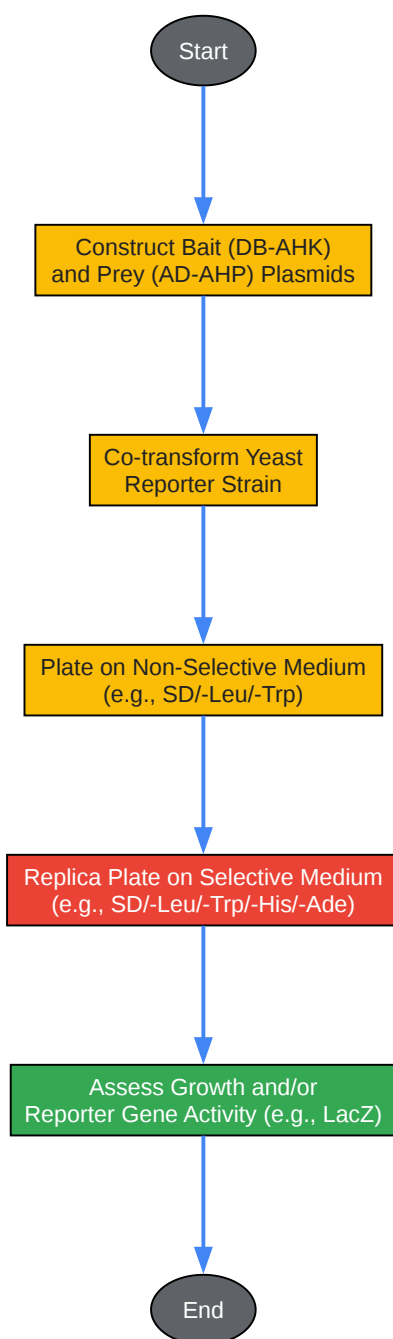 Start
Construct Bait (DB-AHK)
and Prey (AD-AHP) Plasmids
Co-transform Yeast
Reporter Strain
Plate on Non-Selective Medium
(e.g., SD/-Leu/-Trp)
Replica Plate on Selective Medium
(e.g., SD/-Leu/-Trp/-His/-Ade)
Assess Growth and/or
Reporter Gene Activity (e.g., LacZ)
End